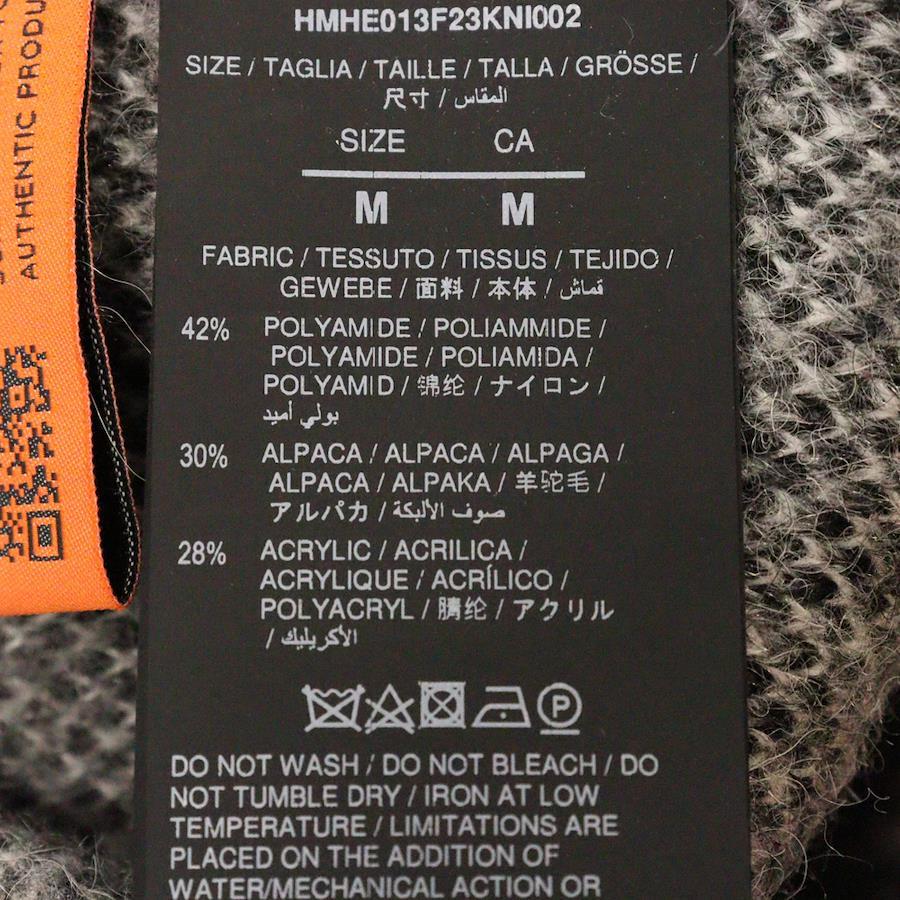 AUTHENTIC PRODU
HMHE013F23KNI002
SIZE / TAGLIA / TAILLE / TALLA / GRÖSSE /
尺寸 / المقاس
SIZE CA
M M
FABRIC / TESSUTO / TISSUS / TEJIDO /
GEWEBE / 面料 / 本体 / قماش
42% POLYAMIDE / POLIAMMIDE /
POLYAMIDE / POLIAMIDA /
POLYAMID / 锦纶 / ナイロン /
بولي أميد
30% ALPACA / ALPACA / ALPAGA /
ALPACA / ALPAKA / 羊驼毛 /
アルパカ / صوف الألبكة
28% ACRYLIC / ACRILICA /
ACRYLIQUE / ACRÍLICO /
POLYACRYL / 腈纶 / アクリル
/ الأكريليك
P
DO NOT WASH / DO NOT BLEACH / DO
NOT TUMBLE DRY / IRON AT LOW
TEMPERATURE / LIMITATIONS ARE
PLACED ON THE ADDITION OF
WATER/MECHANICAL ACTION OR